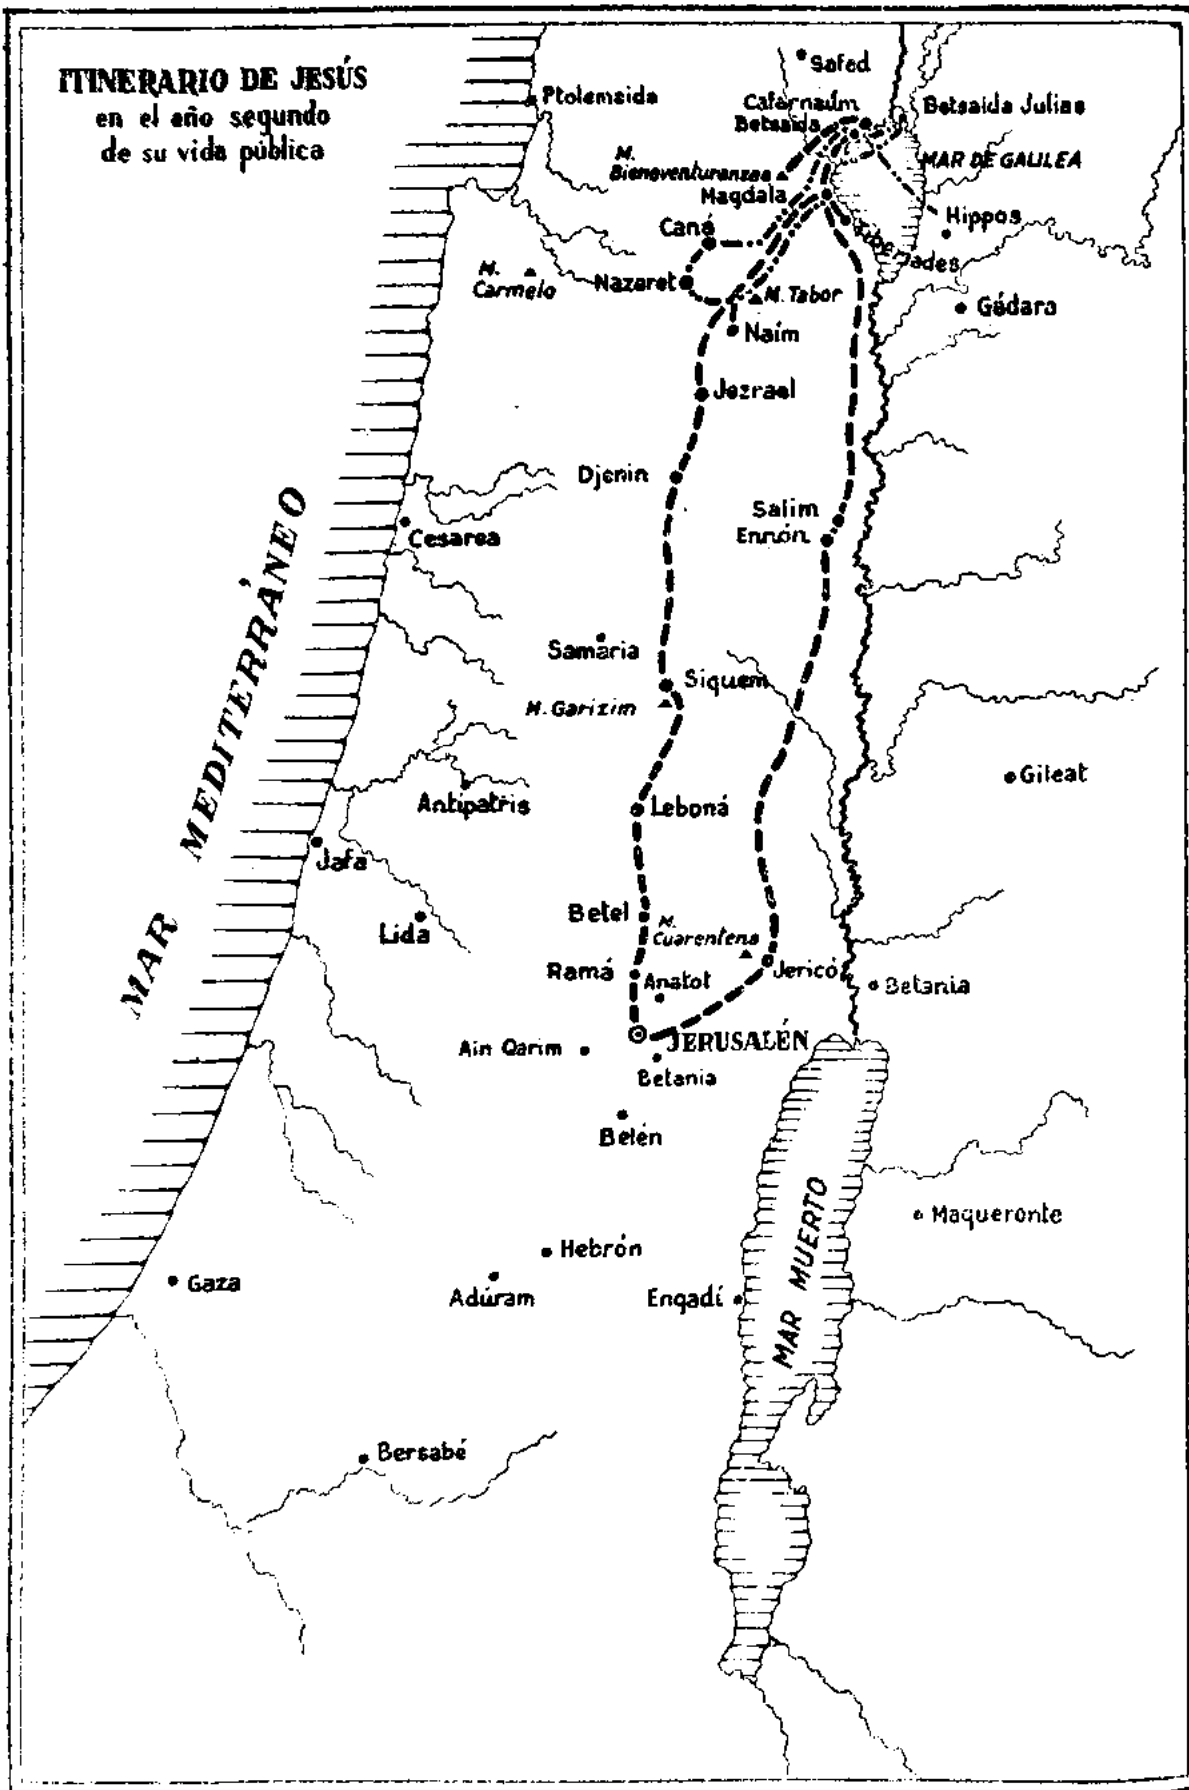 ITINERARIO DE JESÚS
en el año segundo
de su vida pública
Safed
Ptolemaida
Cafarnaúm
Betsaida
Betsaida Julias
M.
Bienaventuranzas
MAR DE GALILEA
Magdala
Hippos
Caná
Tiberiades
M.
Carmelo
Nazaret
M. Tabor
Gádara
Naím
Jezrael
Djenin
Salim
Ennón
Cesarea
MAR MEDITERRÁNEO
Samaria
Siquem
M. Garizim
Gileat
Antipatris
Leboná
Jafa
Betel
Lida
M.
Cuarentena
Ramá
Anatot
Jericó
Betania
JERUSALÉN
Ain Qarim
Betania
Belén
Maqueronte
MAR MUERTO
Hebrón
Gaza
Adúram
Engadí
Bersabé